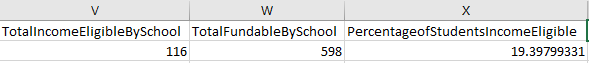 V W X
TotalIncomeEligibleBySchool TotalFundableBySchool PercentageofStudentsIncomeEligible
116 598 19.39799331